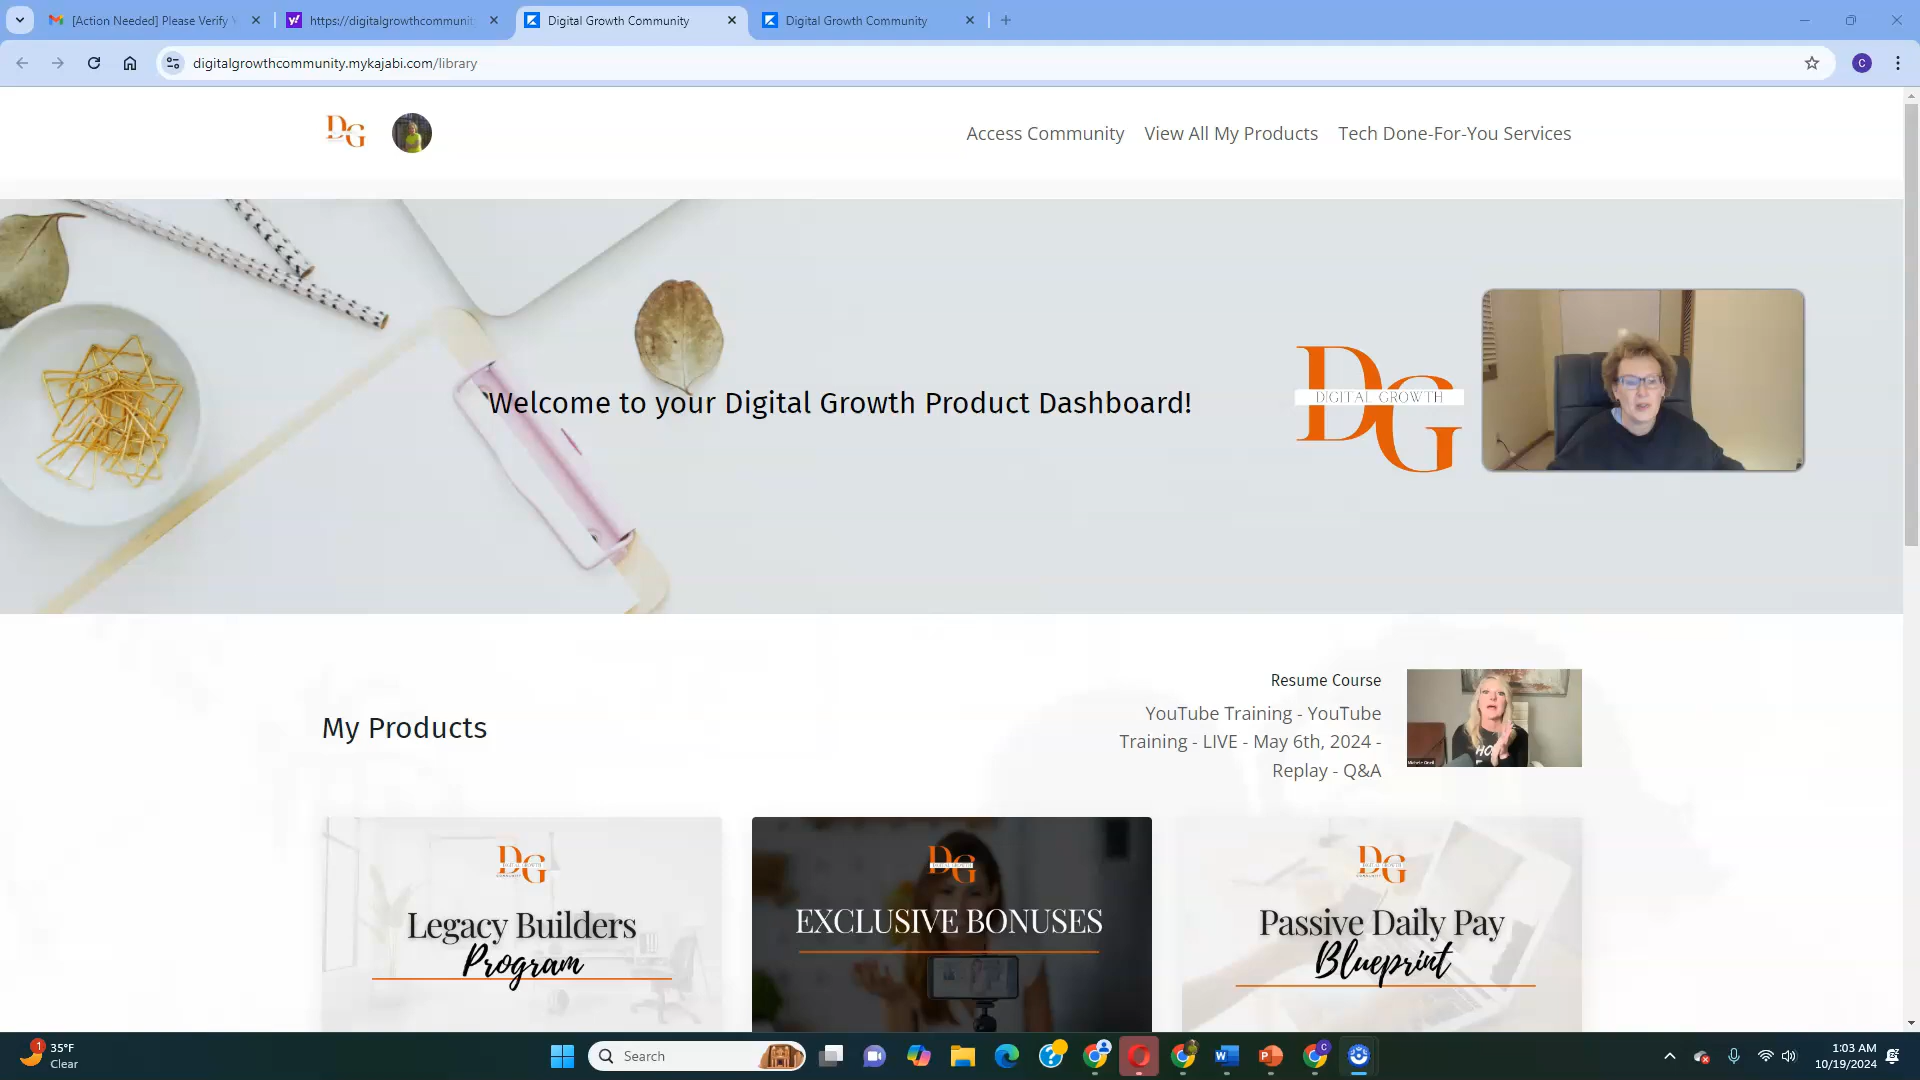 [Action Needed] Please Verify
https://digitalgrowthcommunit
Digital Growth Community
Digital Growth Community
digitalgrowthcommunity.mykajabi.com/library
C
DG
Access Community
View All My Products
Tech Done-For-You Services
Welcome to your Digital Growth Product Dashboard!
DG
DIGITAL GROWTH
My Products
Resume Course
YouTube Training - YouTube
Training - LIVE - May 6th, 2024 -
Replay - Q&A
HO
DG
Legacy Builders
Program
DG
EXCLUSIVE BONUSES
DG
Passive Daily Pay
Blueprint
1
35°F
Clear
Search
1:03 AM
10/19/2024